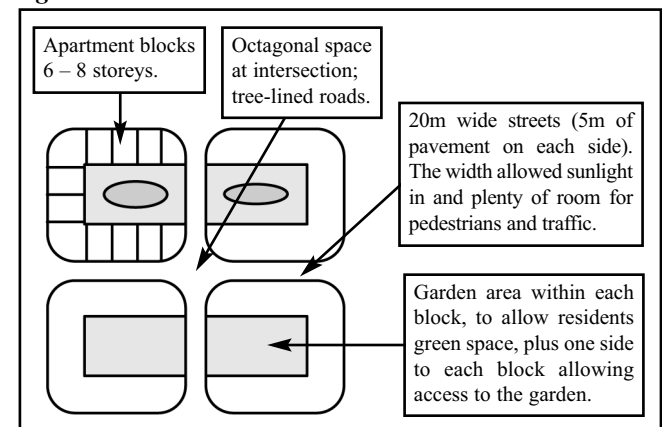 Apartment blocks
6 – 8 storeys.
Octagonal space
at intersection;
tree-lined roads.
20m wide streets (5m of
pavement on each side).
The width allowed sunlight
in and plenty of room for
pedestrians and traffic.
Garden area within each
block, to allow residents
green space, plus one side
to each block allowing
access to the garden.